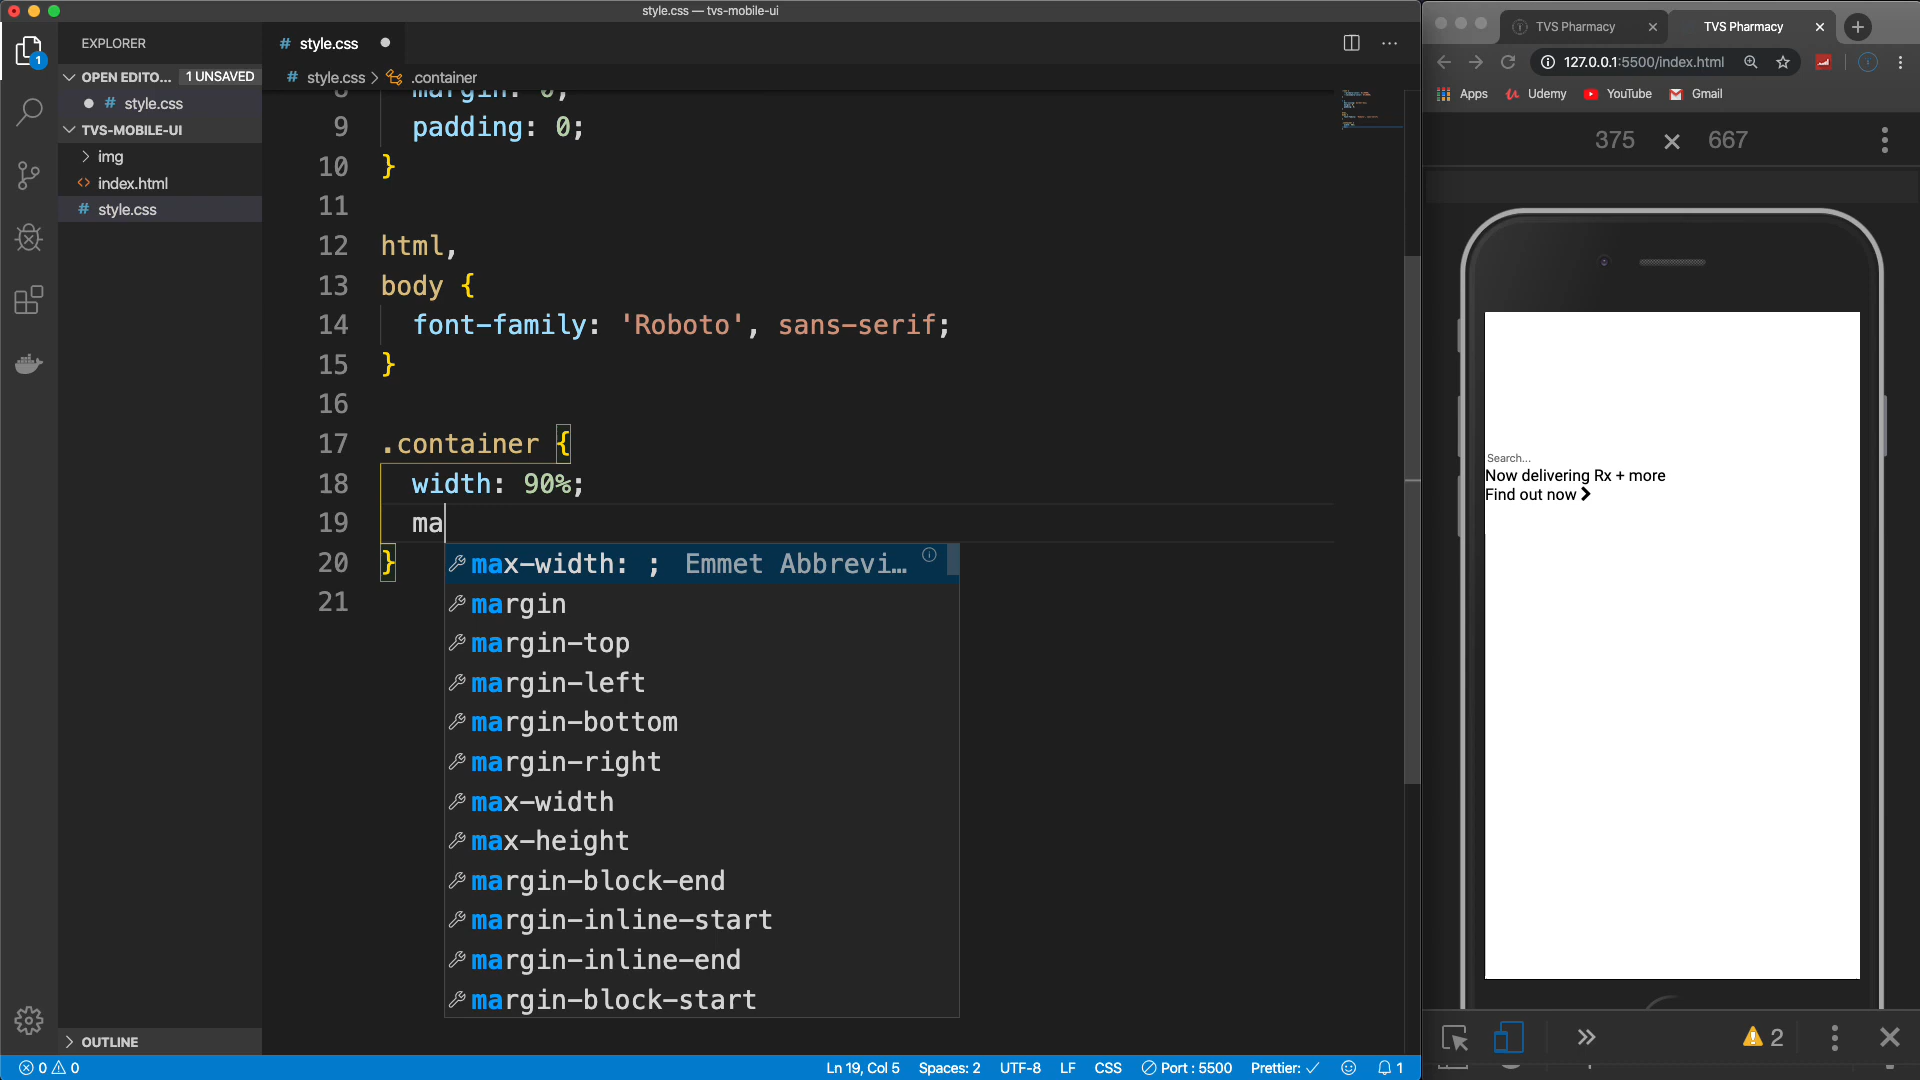 style.css — tvs-mobile-ui
EXPLORER
OPEN EDITO... 1 UNSAVED
# style.css
TVS-MOBILE-UI
img
<> index.html
# style.css
OUTLINE
# style.css
# style.css > .container
8 margin: 0;
9 padding: 0;
10 }
11
12 html,
13 body {
14 font-family: 'Roboto', sans-serif;
15 }
16
17 .container {
18 width: 90%;
19 ma
20 }
21
max-width: ; Emmet Abbrevi...
margin
margin-top
margin-left
margin-bottom
margin-right
max-width
max-height
margin-block-end
margin-inline-start
margin-inline-end
margin-block-start
0 0
Ln 19, Col 5 Spaces: 2 UTF-8 LF CSS Port : 5500 Prettier: ✓ 1
TVS Pharmacy
TVS Pharmacy
127.0.0.1:5500/index.html
Apps Udemy YouTube Gmail
375 × 667
Search...
Now delivering Rx + more
Find out now >
2
1